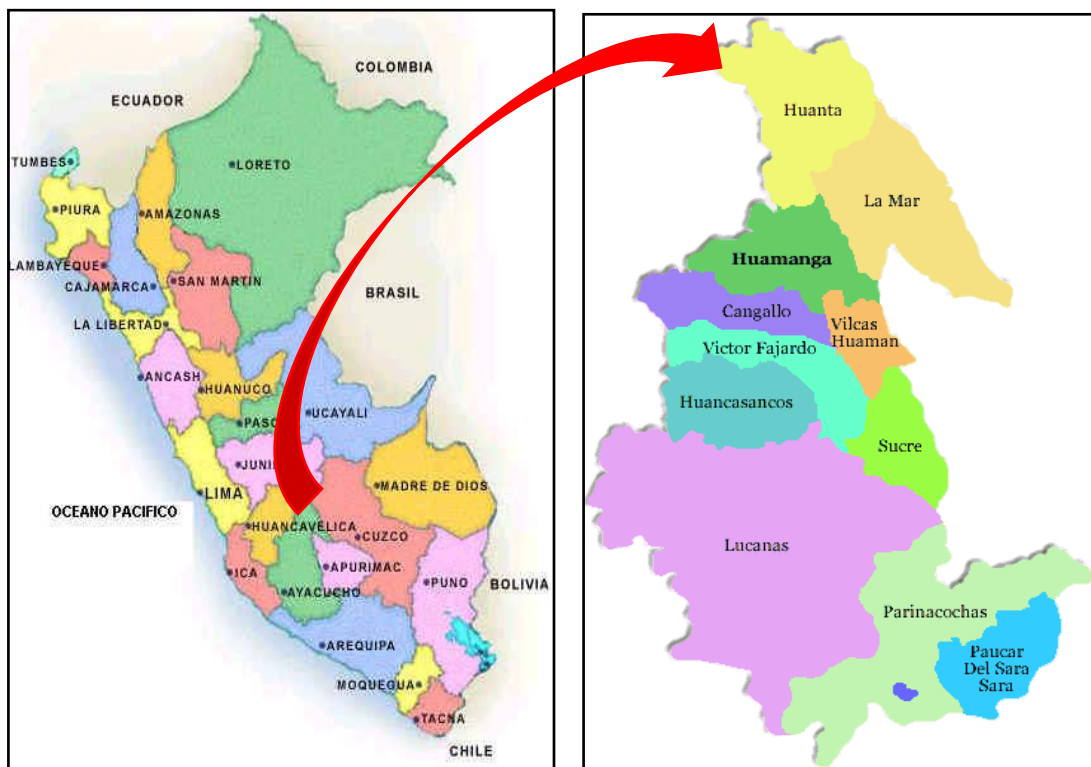 COLOMBIA
ECUADOR
TUMBES
LORETO
PIURA
AMAZONAS
LAMBAYEQUE
SAN MARTIN
CAJAMARCA
BRASIL
LA LIBERTAD
ANCASH
HUANUCO
UCAYALI
PASC
JUNI
MADRE DE DIOS
LIMA
OCEANO PACIFICO
HUANCAVELICA
CUZCO
ICA
APURIMAC
PUNO
BOLIVIA
AYACUCHO
AREQUIPA
MOQUEGUA
TACNA
CHILE
Huanta
La Mar
Huamanga
Cangallo
Vilcas
Huaman
Victor Fajardo
Huancasancos
Sucre
Lucanas
Parinacochas
Paucar
Del Sara
Sara